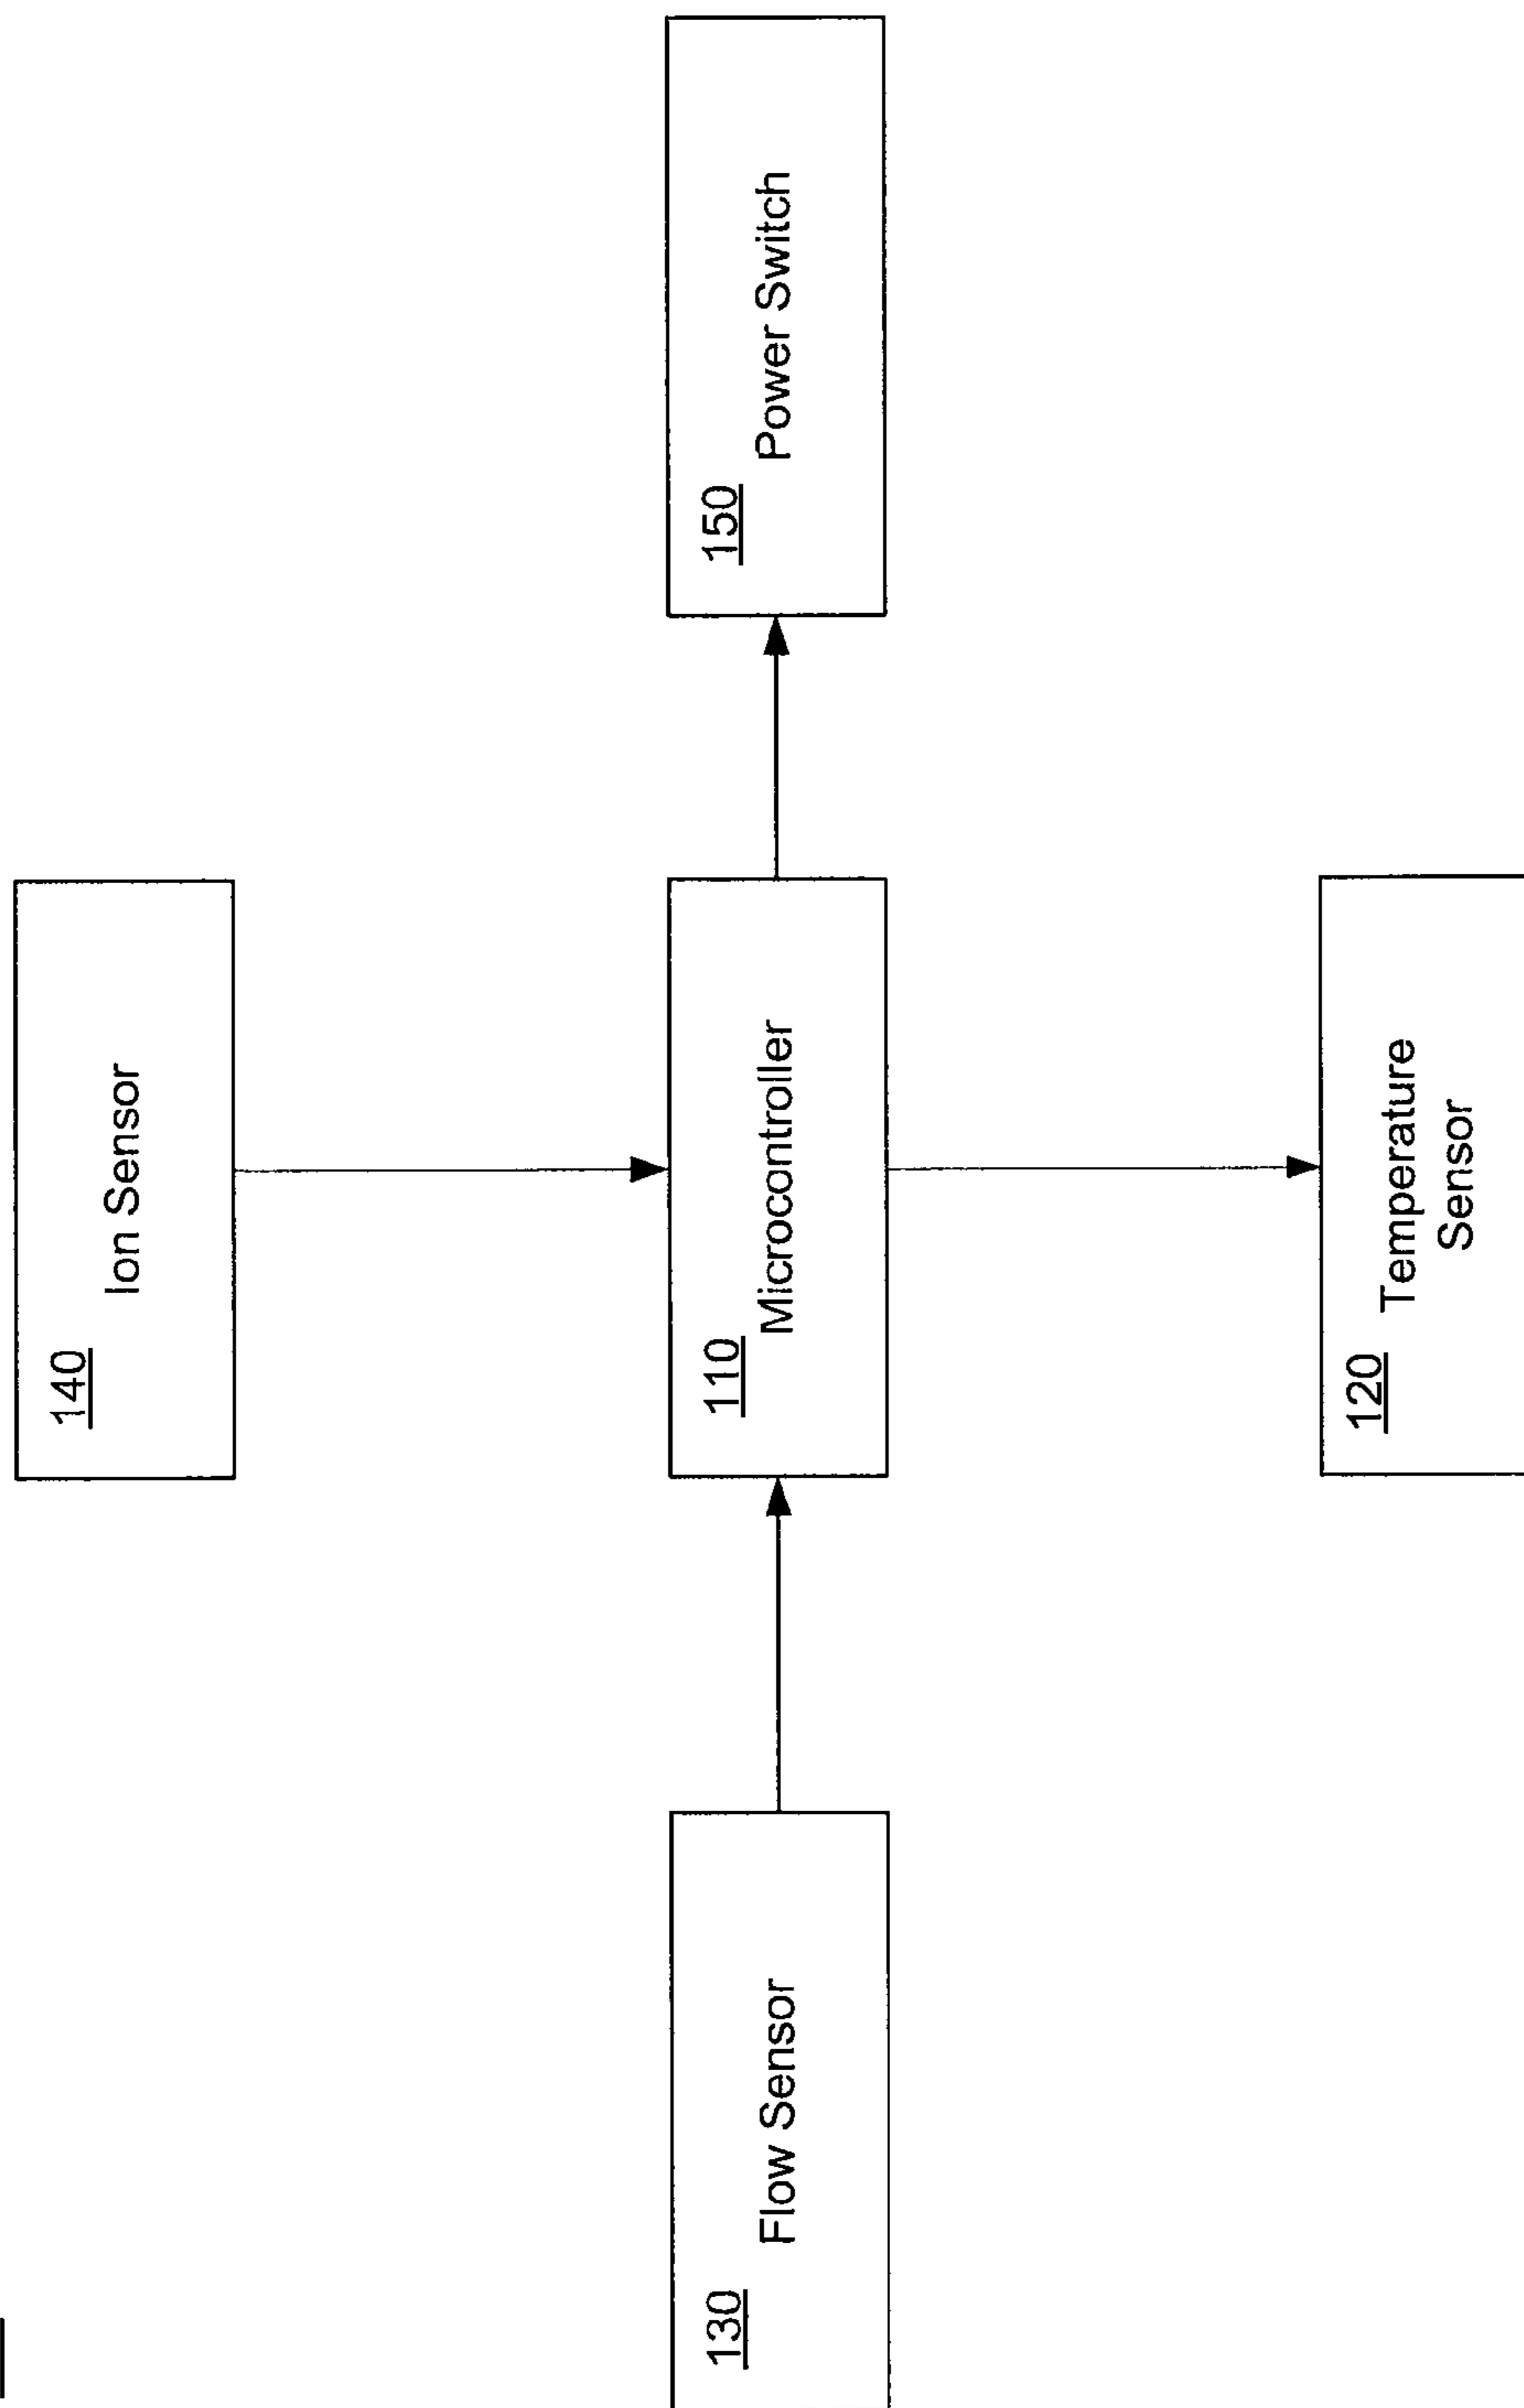 140
Ion Sensor
130
Flow Sensor
110
Microcontroller
150
Power Switch
120
Temperature
Sensor